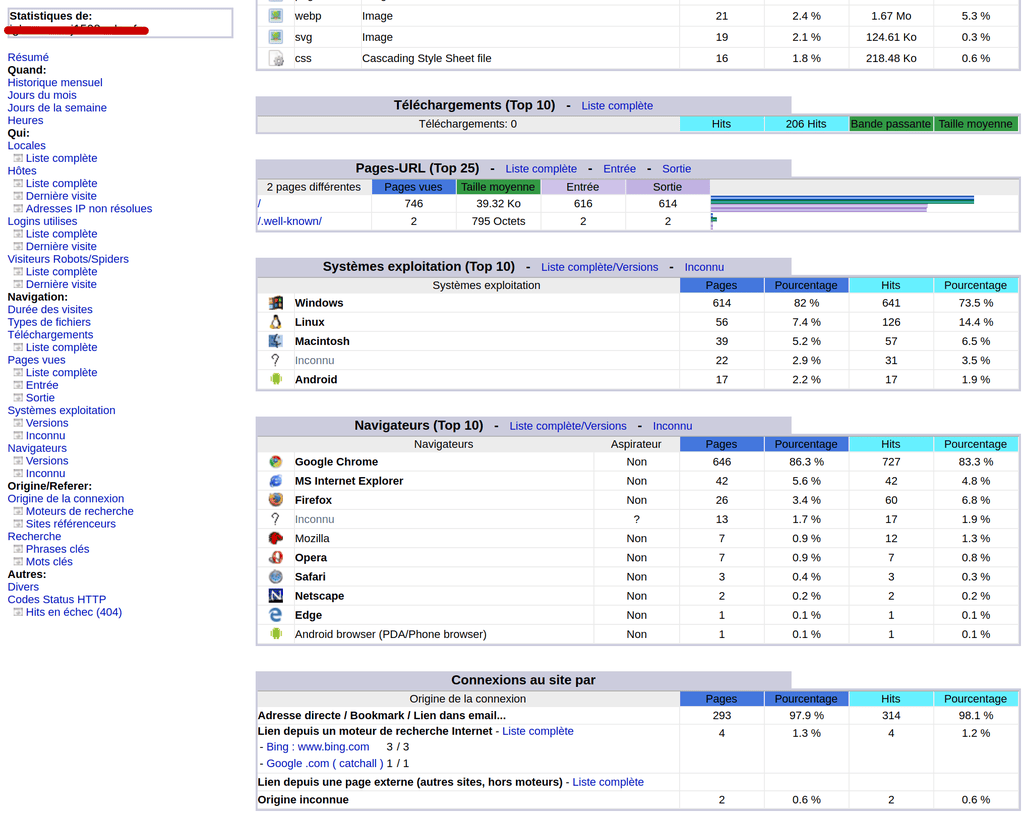 Statistiques de:
Résumé
Quand:
Historique mensuel
Jours du mois
Jours de la semaine
Heures
Qui:
Locales
Liste complète
Hôtes
Liste complète
Dernière visite
Adresses IP non résolues
Logins utilises
Liste complète
Dernière visite
Visiteurs Robots/Spiders
Liste complète
Dernière visite
Navigation:
Durée des visites
Types de fichiers
Téléchargements
Liste complète
Pages vues
Liste complète
Entrée
Sortie
Systèmes exploitation
Versions
Inconnu
Navigateurs
Versions
Inconnu
Origine/Referer:
Origine de la connexion
Moteurs de recherche
Sites référenceurs
Recherche
Phrases clés
Mots clés
Autres:
Divers
Codes Status HTTP
Hits en échec (404)
webp Image 21 2.4 % 1.67 Mo 5.3 %
svg Image 19 2.1 % 124.61 Ko 0.3 %
css Cascading Style Sheet file 16 1.8 % 218.48 Ko 0.6 %
Téléchargements (Top 10) - Liste complète
Téléchargements: 0 Hits 206 Hits Bande passante Taille moyenne
Pages-URL (Top 25) - Liste complète - Entrée - Sortie
2 pages différentes Pages vues Taille moyenne Entrée Sortie
/ 746 39.32 Ko 616 614
/.well-known/ 2 795 Octets 2 2
Systèmes exploitation (Top 10) - Liste complète/Versions - Inconnu
Systèmes exploitation Pages Pourcentage Hits Pourcentage
Windows 614 82 % 641 73.5 %
Linux 56 7.4 % 126 14.4 %
Macintosh 39 5.2 % 57 6.5 %
Inconnu 22 2.9 % 31 3.5 %
Android 17 2.2 % 17 1.9 %
Navigateurs (Top 10) - Liste complète/Versions - Inconnu
Navigateurs Aspirateur Pages Pourcentage Hits Pourcentage
Google Chrome Non 646 86.3 % 727 83.3 %
MS Internet Explorer Non 42 5.6 % 42 4.8 %
Firefox Non 26 3.4 % 60 6.8 %
Inconnu ? 13 1.7 % 17 1.9 %
Mozilla Non 7 0.9 % 12 1.3 %
Opera Non 7 0.9 % 7 0.8 %
Safari Non 3 0.4 % 3 0.3 %
Netscape Non 2 0.2 % 2 0.2 %
Edge Non 1 0.1 % 1 0.1 %
Android browser (PDA/Phone browser) Non 1 0.1 % 1 0.1 %
Connexions au site par
Origine de la connexion Pages Pourcentage Hits Pourcentage
Adresse directe / Bookmark / Lien dans email... 293 97.9 % 314 98.1 %
Lien depuis un moteur de recherche Internet - Liste complète 4 1.3 % 4 1.2 %
- Bing : www.bing.com 3 / 3
- Google .com ( catchall ) 1 / 1
Lien depuis une page externe (autres sites, hors moteurs) - Liste complète
Origine inconnue 2 0.6 % 2 0.6 %